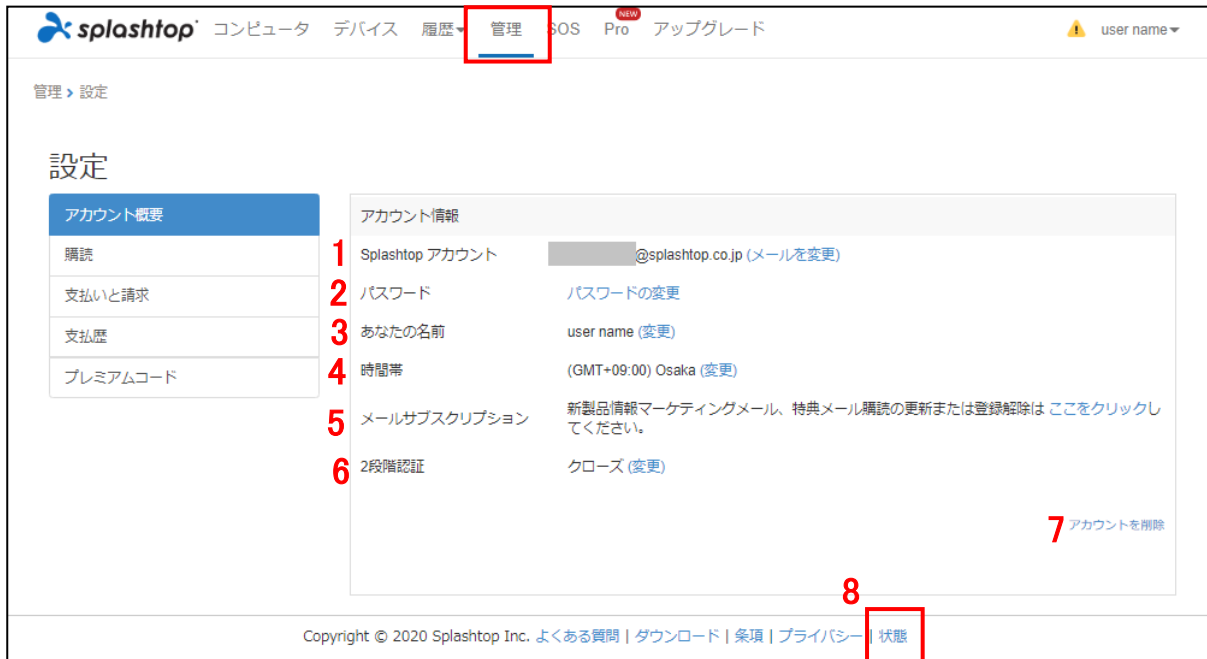 splashtop コンピュータ デバイス 履歴 管理 SOS Pro NEW アップグレード user name
管理 > 設定
設定
アカウント概要
購読
支払いと請求
支払歴
プレミアムコード
アカウント情報
1 Splashtop アカウント @splashtop.co.jp (メールを変更)
2 パスワード パスワードの変更
3 あなたの名前 user name (変更)
4 時間帯 (GMT+09:00) Osaka (変更)
5 メールサブスクリプション 新製品情報マーケティングメール、特典メール購読の更新または登録解除は ここをクリックし
てください。
6 2段階認証 クローズ (変更)
7 アカウントを削除
8
Copyright © 2020 Splashtop Inc. よくある質問 | ダウンロード | 条項 | プライバシー | 状態